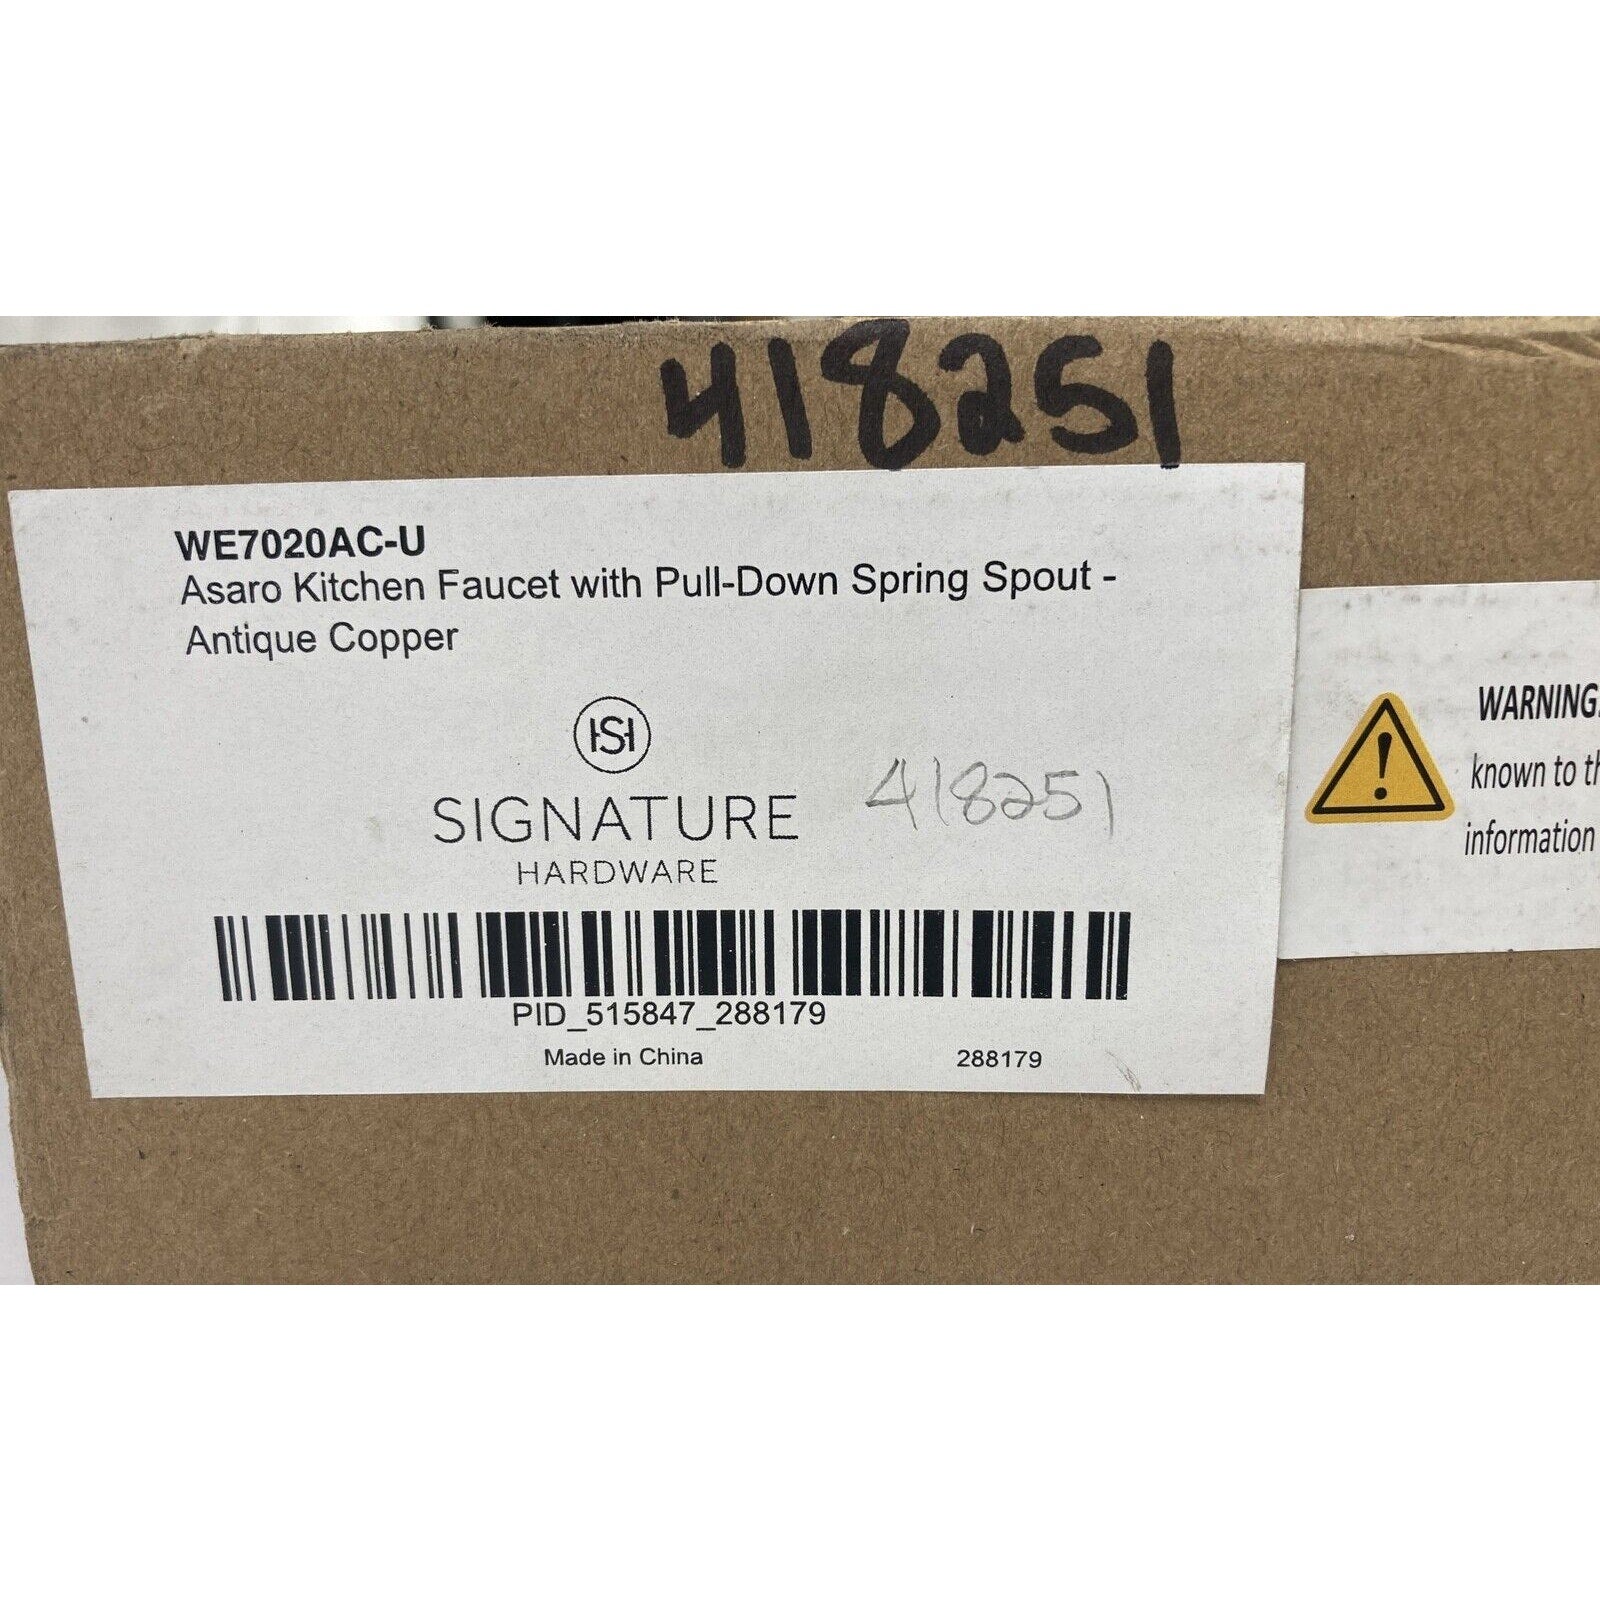 418251
WE7020AC-U
Asaro Kitchen Faucet with Pull-Down Spring Spout -
Antique Copper
HSH
SIGNATURE
HARDWARE
418251
PID_515847_288179
Made in China
288179
WARNING:
known to th
information